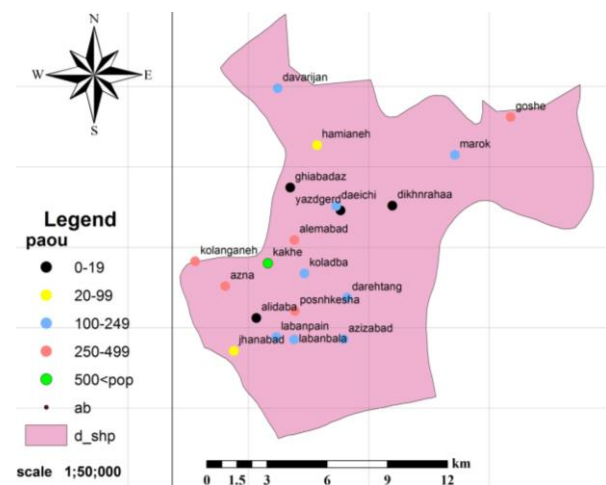 N
W E
S
davarijan
goshe
hamianeh
marok
ghiabadaz
yazdgerd daeichi dikhnrahaa
alemabad
kolanganeh kakhe
koladba
azna
darehtang
alidaba posnhkesha
labanpain azizabad
jhanabad labanbala
Legend
paou
0-19
20-99
100-249
250-499
500<pop
ab
d_shp
scale 1;50;000
km
0 1.5 3 6 9 12